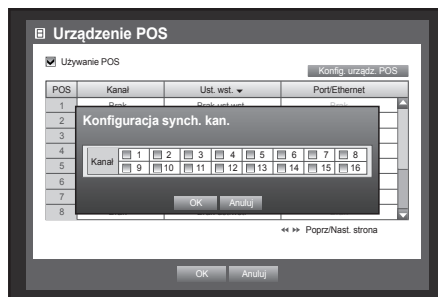 Urządzenie POS
Używanie POS
Konfig. urządz. POS
POS Kanał Ust. wst. Port/Ethernet
1
2
Konfiguracja synch. kan.
3
4
5
Kanał 1 2 3 4 5 6 7 8
9 10 11 12 13 14 15 16
6
7
OK Anuluj
8
Poprz/Nast. strona
OK Anuluj